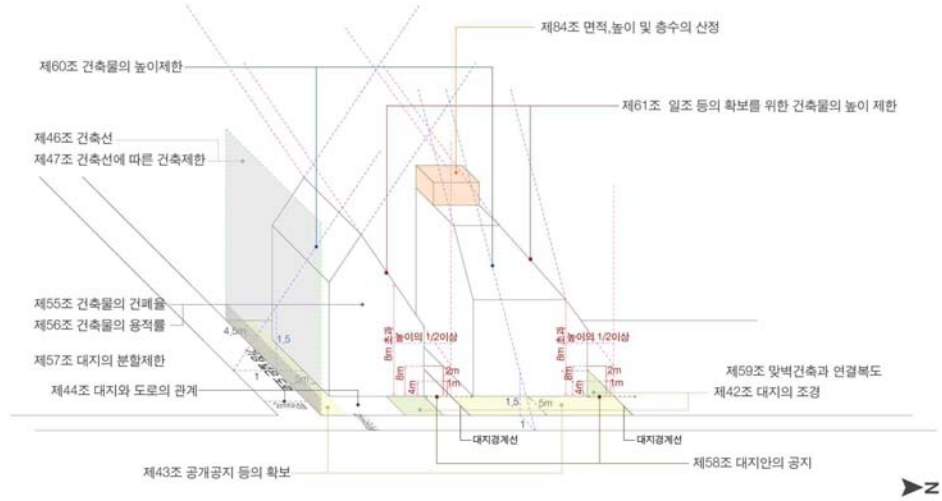 제84조 면적,높이 및 층수의 산정
제60조 건축물의 높이제한
제61조 일조 등의 확보를 위한 건축물의 높이 제한
제46조 건축선
제47조 건축선에 따른 건축제한
제55조 건축물의 건폐율
제56조 건축물의 용적률
4.5m
1.5
1
제57조 대지의 분할제한
제44조 대지와 도로의 관계
8m 초과
높이의 1/2이상
8m
4m
2m
1m
8m 초과
높이의 1/2이상
8m
4m
2m
1m
1.5
5m
1
제59조 맞벽건축과 연결복도
제42조 대지의 조경
대지경계선
대지경계선
제43조 공개공지 등의 확보
제58조 대지안의 공지
N